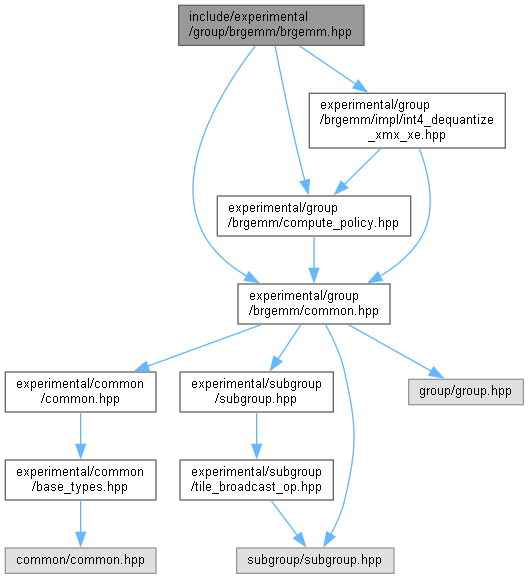 include/experimental
/group/brgemm/brgemm.hpp
experimental/group
/brgemm/impl/int4_dequantize
_xmx_xe.hpp
experimental/group
/brgemm/compute_policy.hpp
experimental/group
/brgemm/common.hpp
experimental/common
/common.hpp
experimental/subgroup
/subgroup.hpp
group/group.hpp
experimental/common
/base_types.hpp
experimental/subgroup
/tile_broadcast_op.hpp
common/common.hpp
subgroup/subgroup.hpp